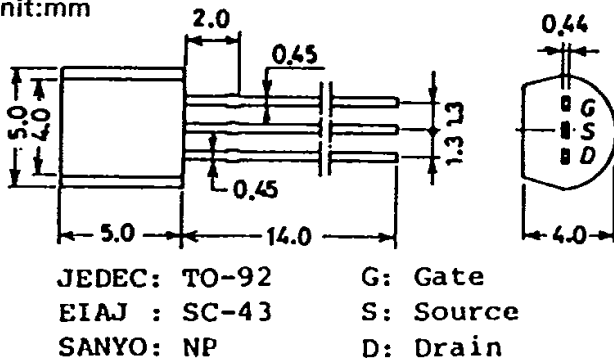 nit:mm
2.0
0.44
0.45
5.0
4.0
1.3
1.3
G
S
D
0.45
5.0
14.0
4.0
JEDEC: TO-92 G: Gate
EIAJ : SC-43 S: Source
SANYO: NP D: Drain